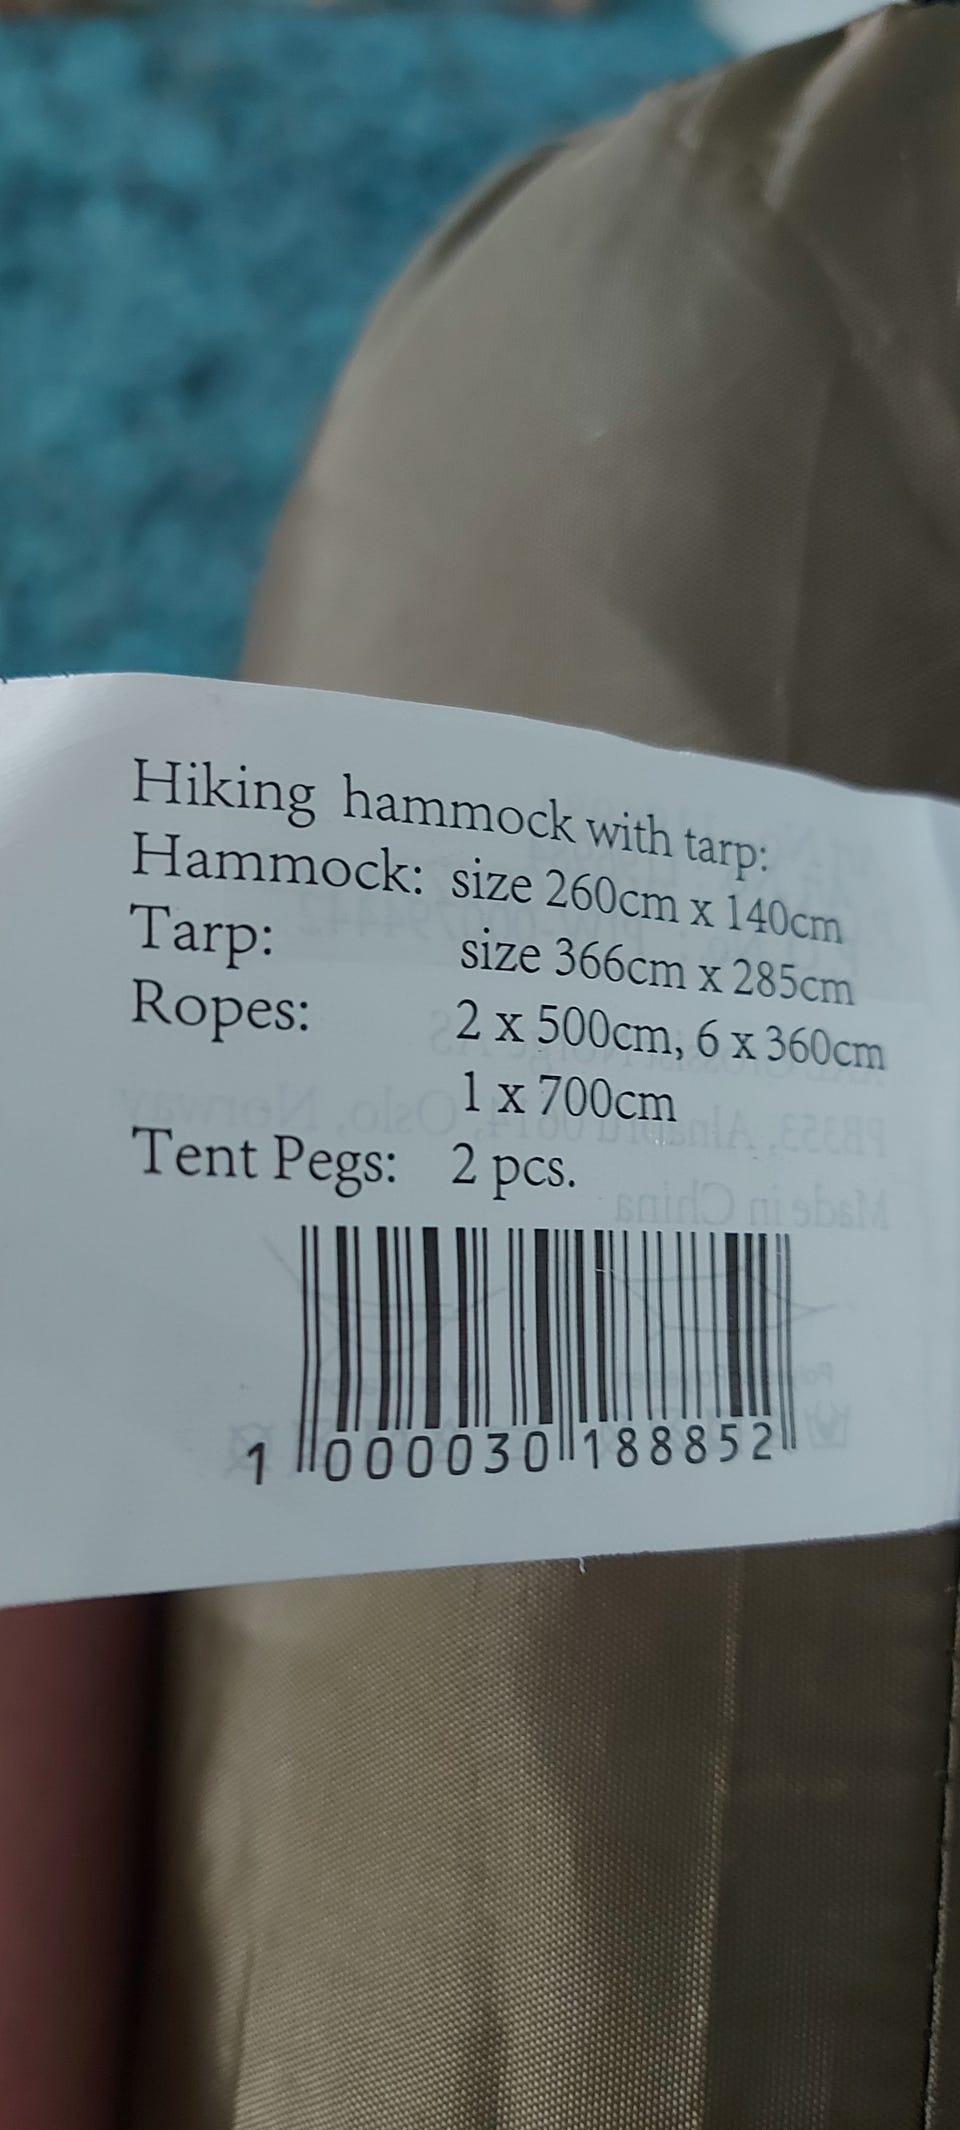 Hiking hammock with tarp:
Hammock: size 260cm x 140cm
Tarp: size 366cm x 285cm
Ropes: 2 x 500cm, 6 x 360cm
1 x 700cm
Tent Pegs: 2 pcs.
1 000030 188852